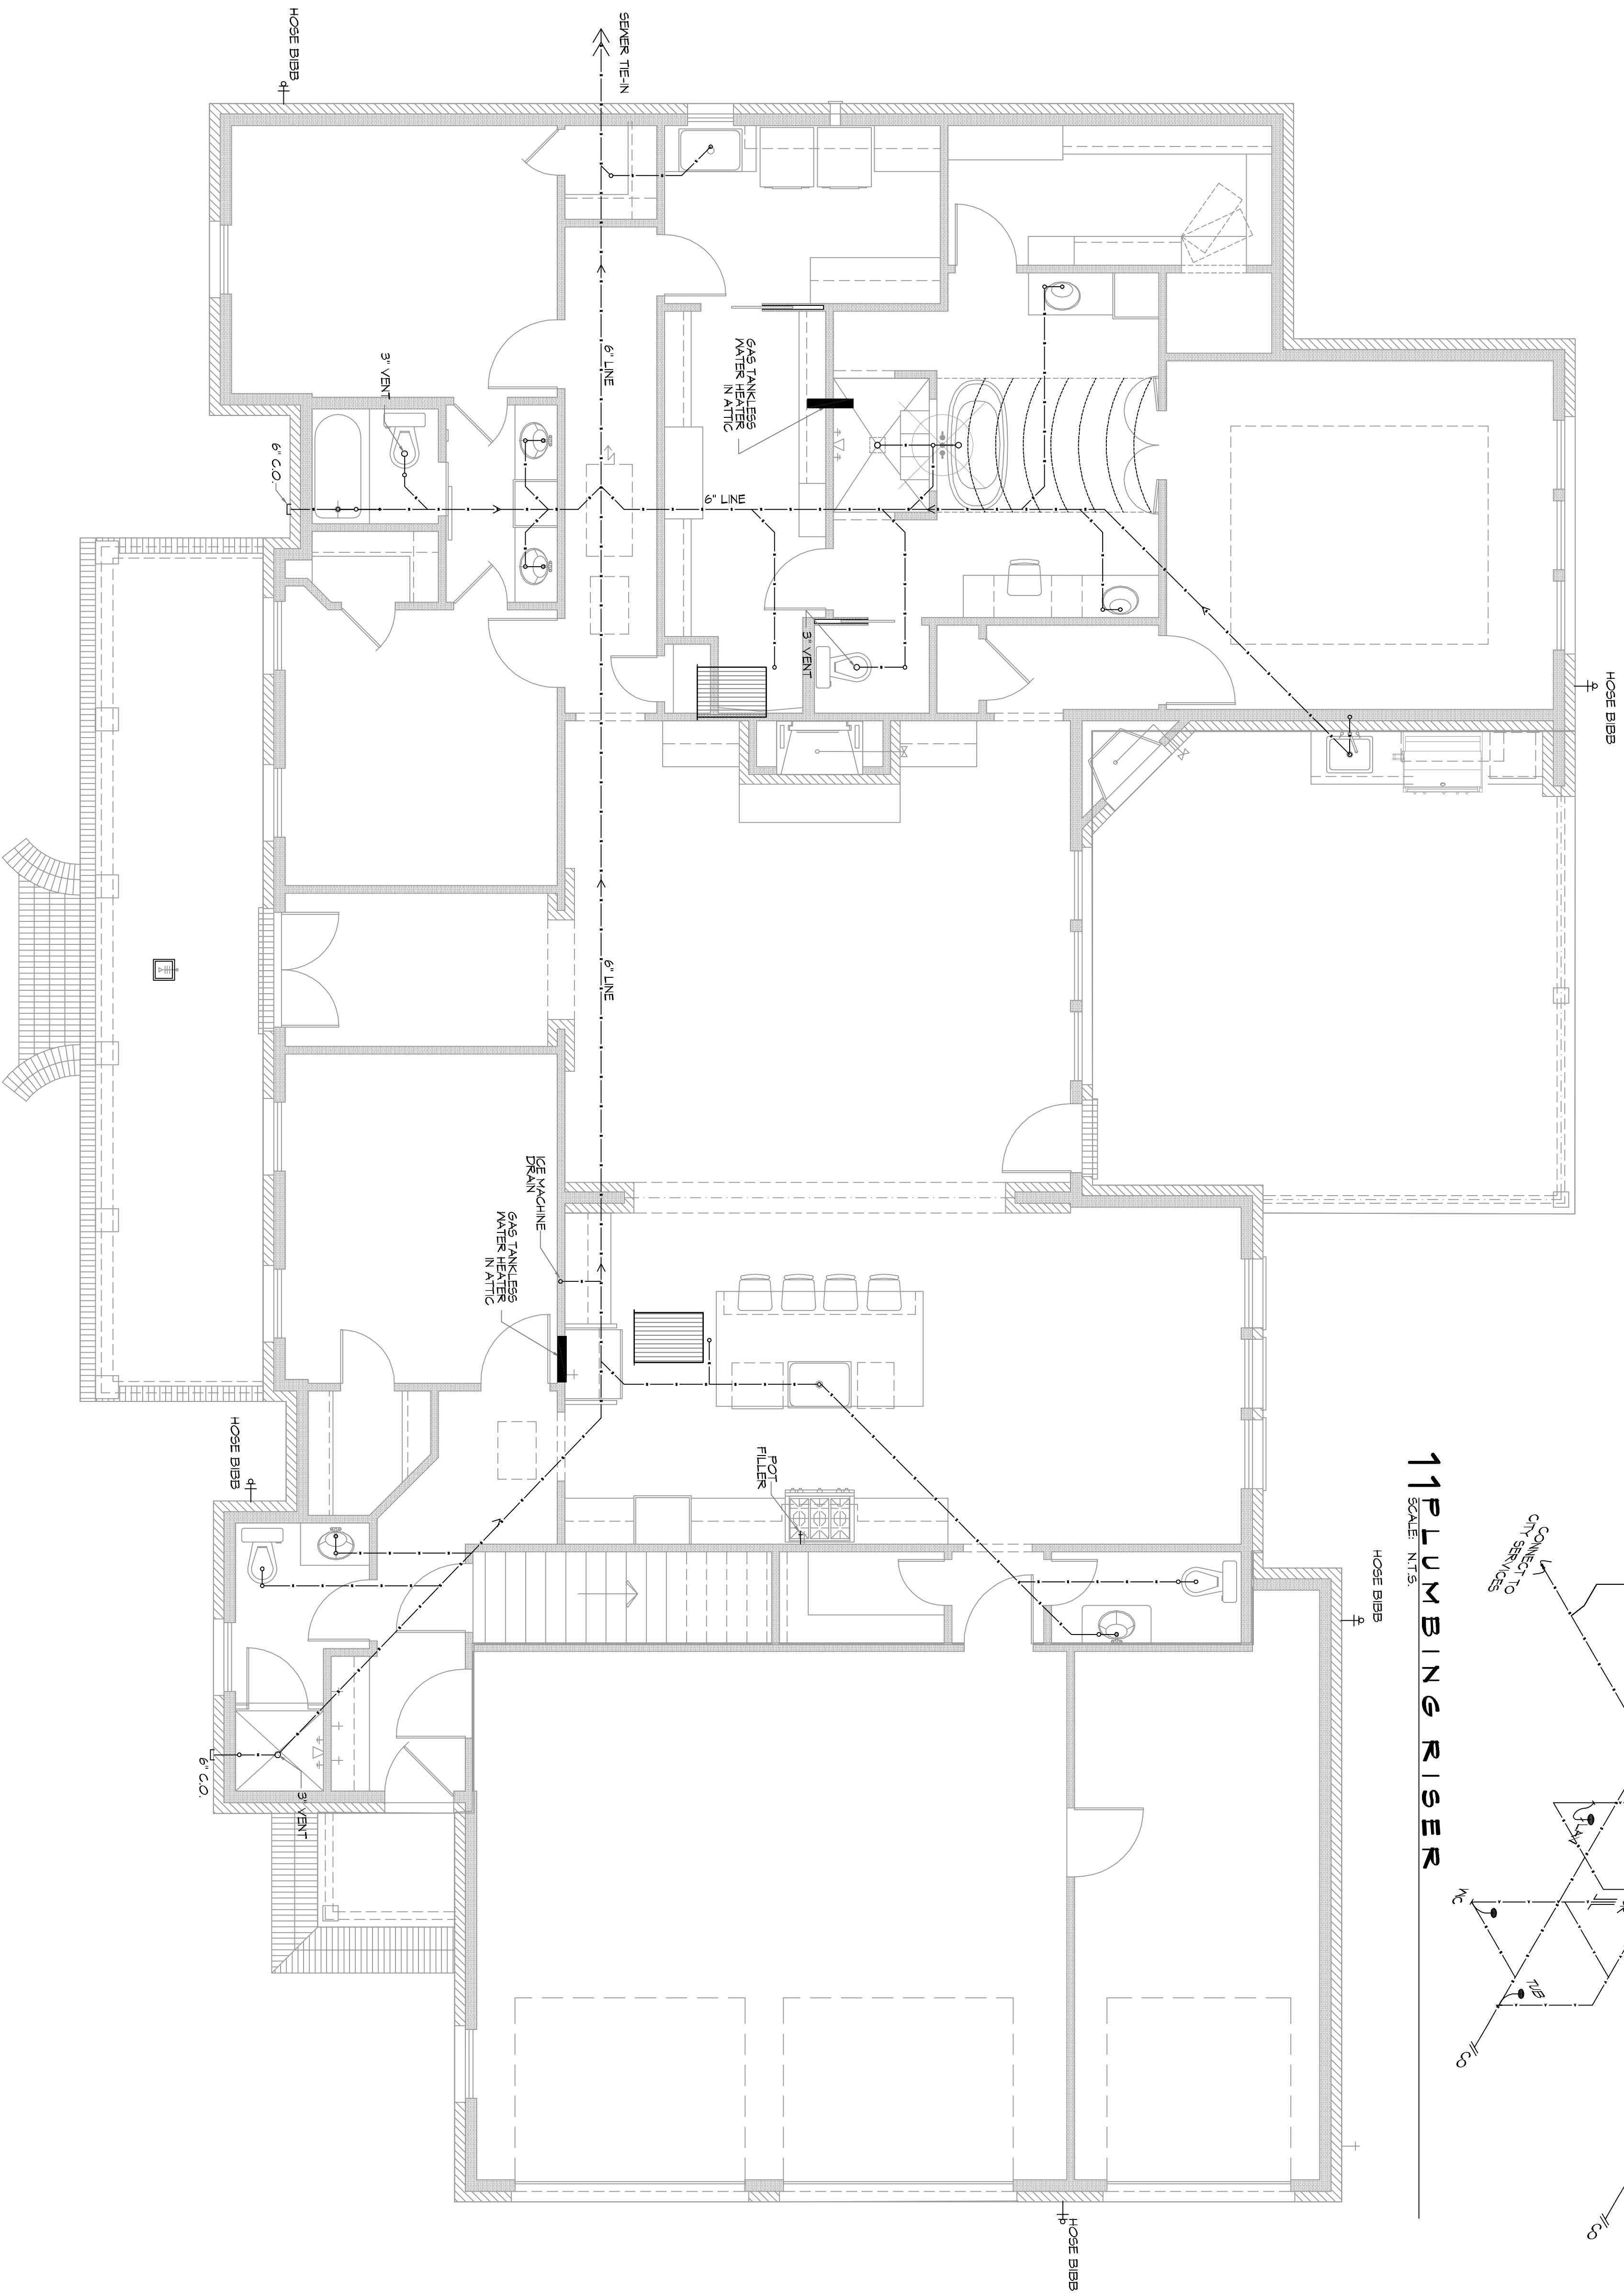 HOSE BIBB
SEWER TIE-IN
3" VENT
6" LINE
GAS TANKLESS
WATER HEATER
IN ATTIC
6" C.O.
6" LINE
3" VENT
HOSE BIBB
6" LINE
ICE MACHINE
DRAIN
GAS TANKLESS
WATER HEATER
IN ATTIC
HOSE BIBB
POT
FILLER
HOSE BIBB
6" C.O.
3" VENT
HOSE BIBB
11 PLUMBING RISER
SCALE: N.T.S.
CONNECT TO
CITY SERVICES
WC
TUB